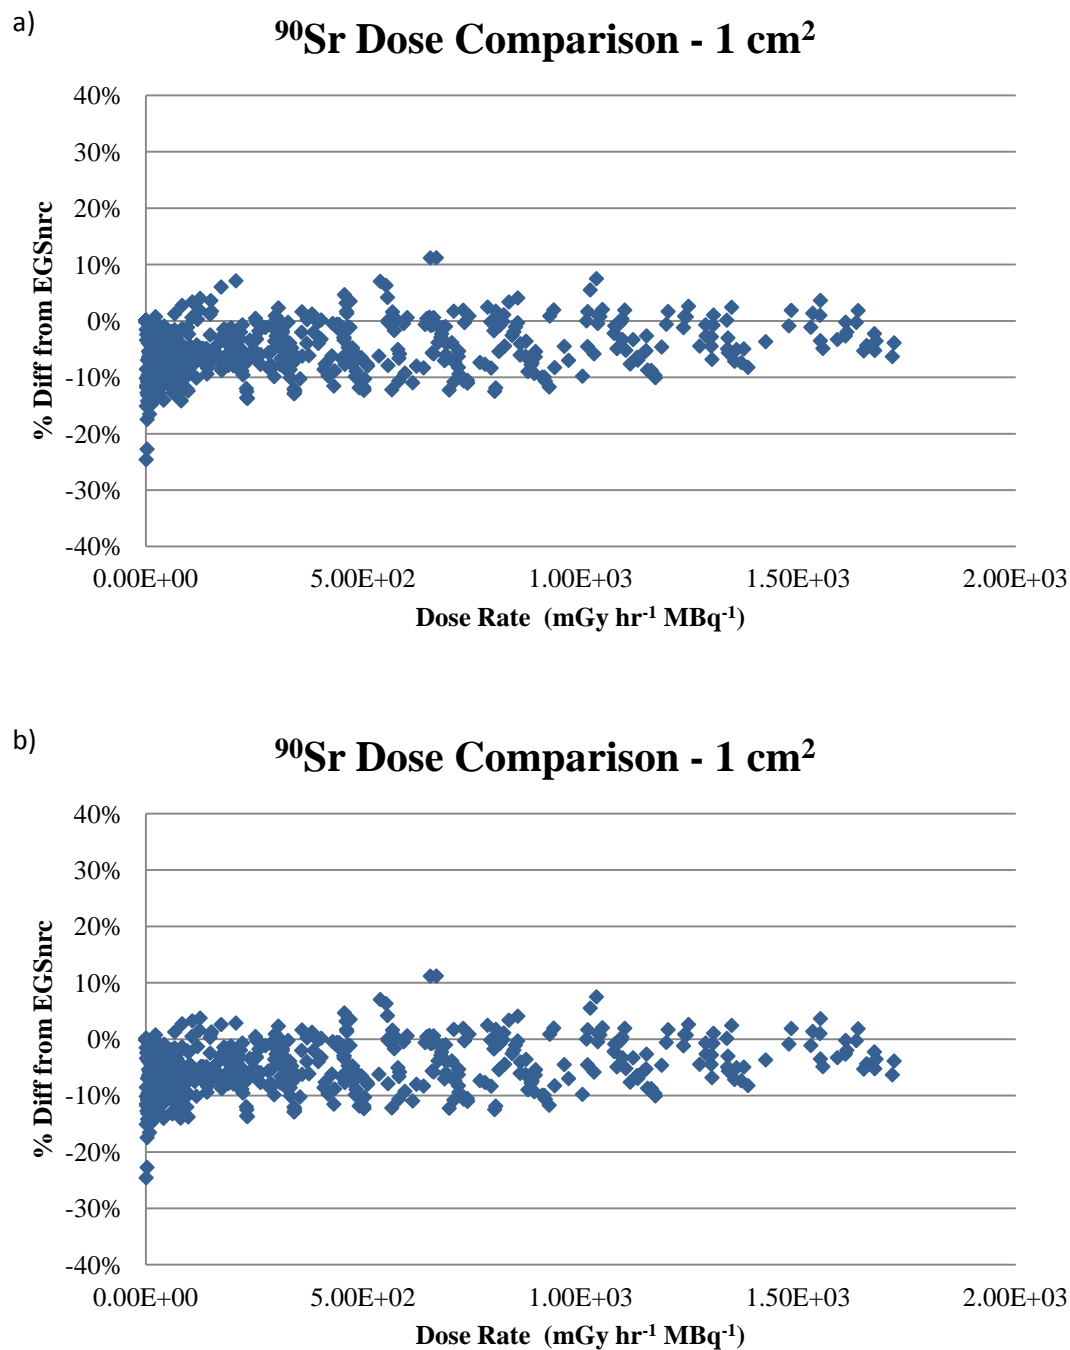 a)
⁹⁰Sr Dose Comparison - 1 cm²
40%
30%
20%
10%
0%
-10%
-20%
-30%
-40%
% Diff from EGSnrc
0.00E+00 5.00E+02 1.00E+03 1.50E+03 2.00E+03
Dose Rate (mGy hr⁻¹ MBq⁻¹)
b)
⁹⁰Sr Dose Comparison - 1 cm²
40%
30%
20%
10%
0%
-10%
-20%
-30%
-40%
% Diff from EGSnrc
0.00E+00 5.00E+02 1.00E+03 1.50E+03 2.00E+03
Dose Rate (mGy hr⁻¹ MBq⁻¹)